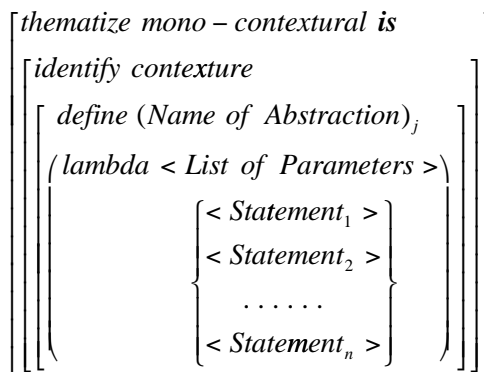 thematize mono – contextural is
identify contexture
define (Name of Abstraction)j
lambda < List of Parameters >
< Statement1 >
< Statement2 >
. . . . . .
< Statementn >